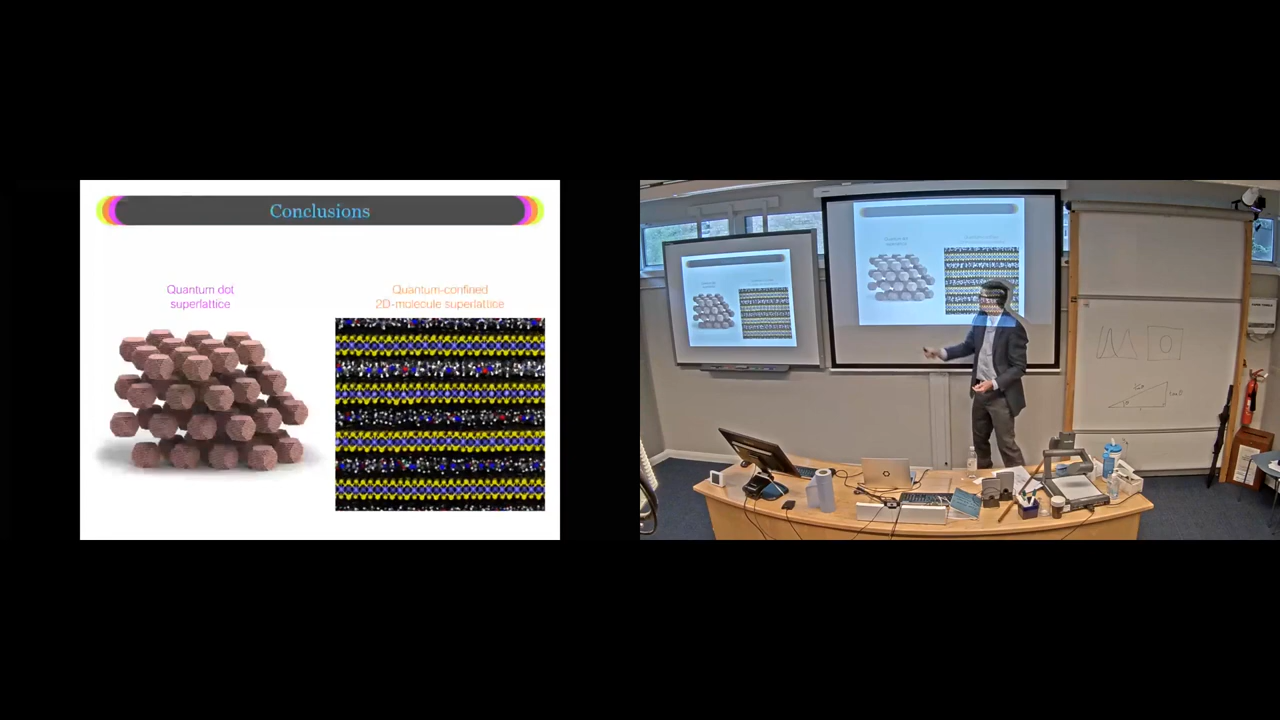 Conclusions
Quantum dot
superlattice
Quantum-confined
2D-molecule superlattice